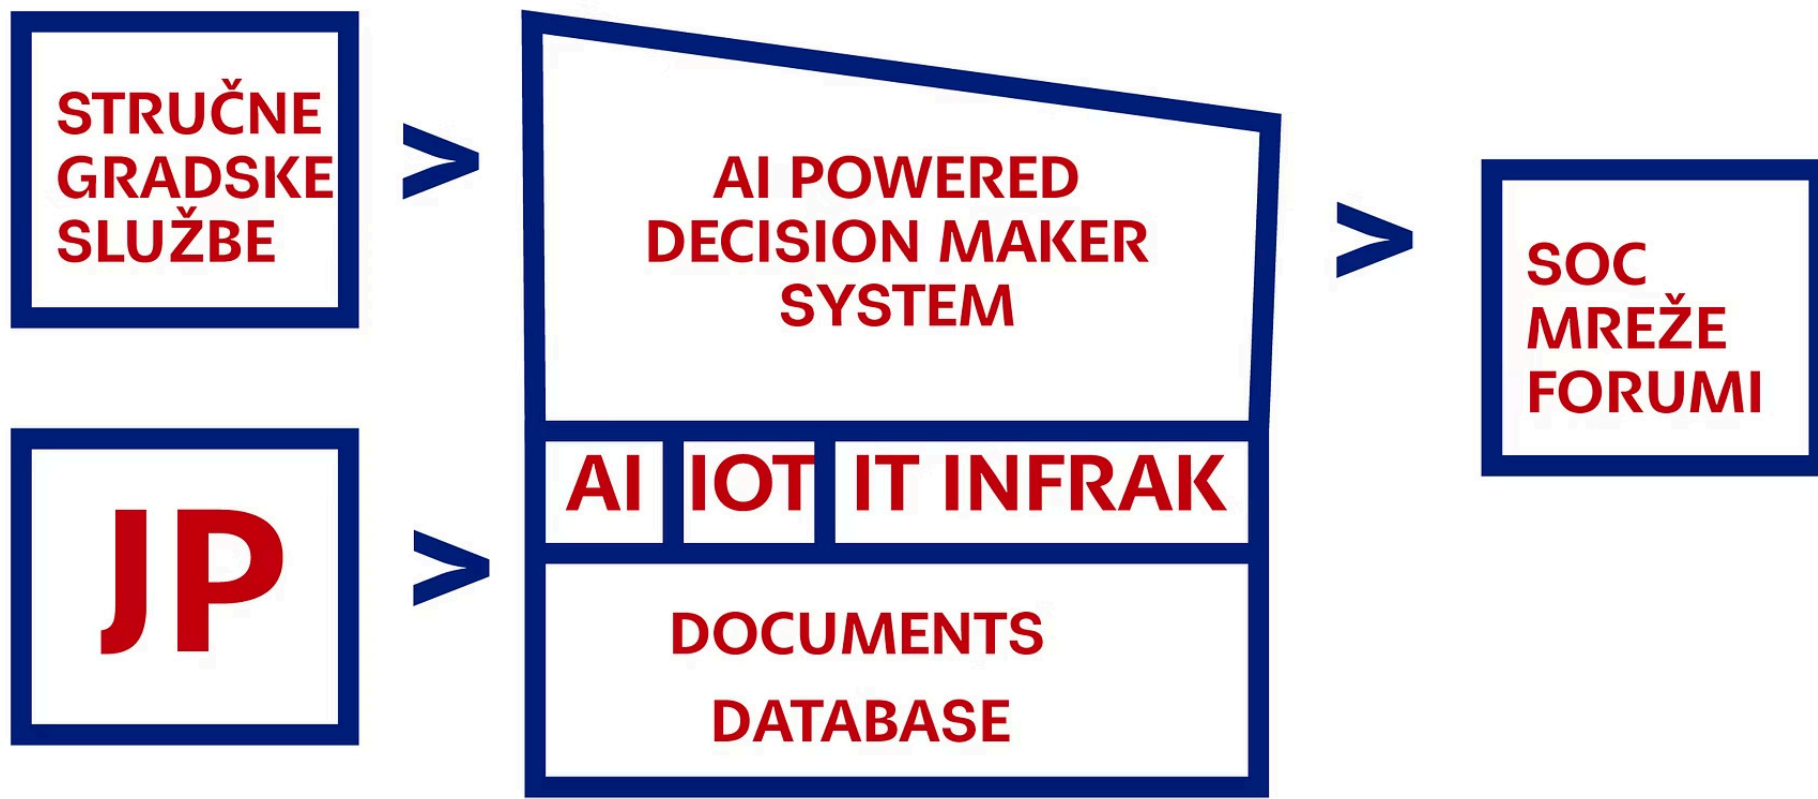 STRUČNE
GRADSKE
SLUŽBE
>
JP
>
AI POWERED
DECISION MAKER
SYSTEM
AI IOT IT INFRAK
DOCUMENTS
DATABASE
>
SOC
MREŽE
FORUMI